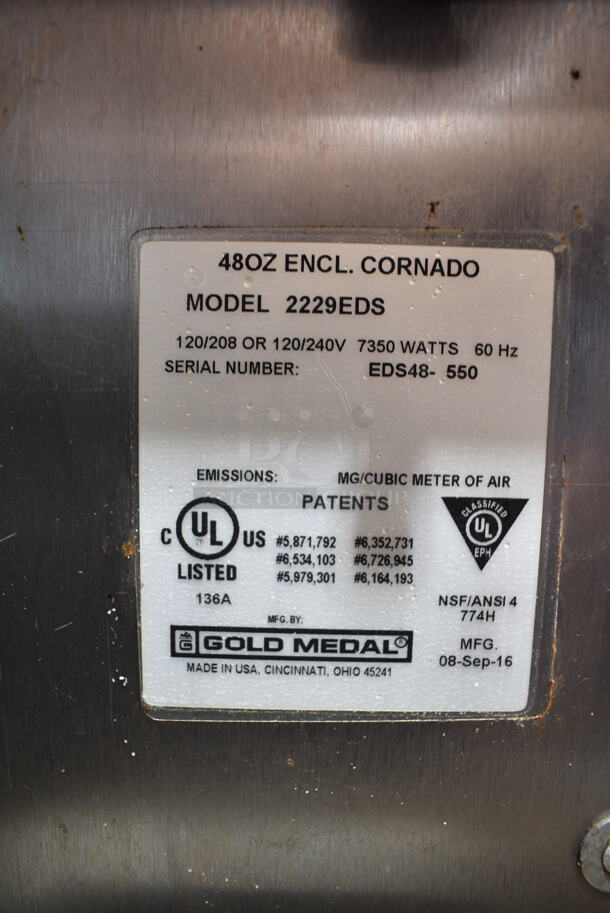 48OZ ENCL. CORNADO
MODEL 2229EDS
120/208 OR 120/240V 7350 WATTS 60 Hz
SERIAL NUMBER: EDS48- 550
EMISSIONS: MG/CUBIC METER OF AIR
PATENTS
C UL US
LISTED
136A
#5,871,792 #6,352,731
#6,534,103 #6,726,945
#5,979,301 #6,164,193
CLASSIFIED
UL
EPH
NSF/ANSI 4
774H
MFG. BY:
G GOLD MEDAL®
MADE IN USA, CINCINNATI, OHIO 45241
MFG.
08-Sep-16